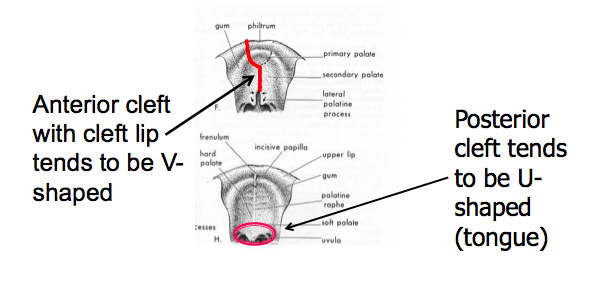 gum philtrum
primary palate
secondary palate
lateral
palatine
process
F.
Anterior cleft
with cleft lip
tends to be V-
shaped
frenulum
hard
palate
incisive papilla
upper lip
gum
palatine
raphe
soft palate
uvula
cesses
H.
Posterior
cleft tends
to be U-
shaped
(tongue)